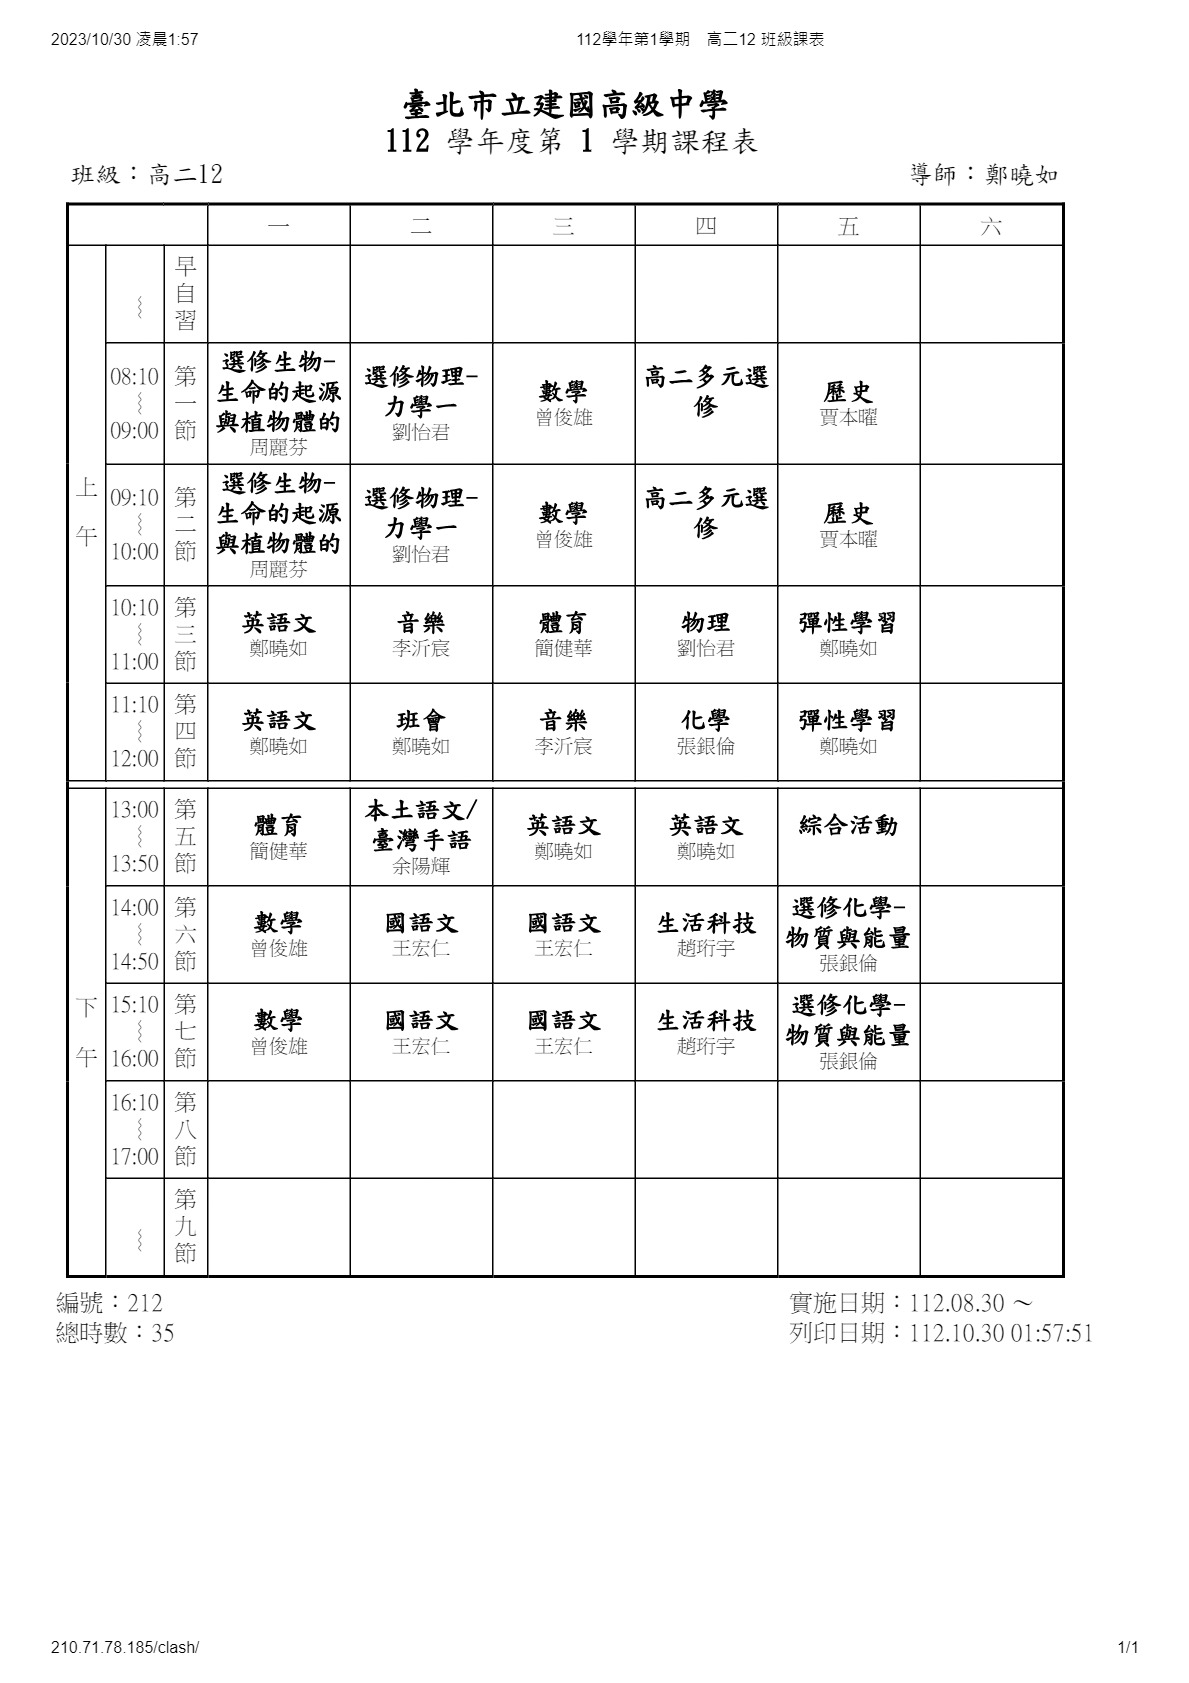 2023/10/30 凌晨1:57
112學年第1學期　高二12 班級課表
臺北市立建國高級中學
112 學年度第 1 學期課程表
班級：高二12
導師：鄭曉如
一 二 三 四 五 六
上午
～
早自習
08:10
～
09:00
第一節
選修生物-
生命的起源
與植物體的
周麗芬
選修物理-
力學一
劉怡君
數學
曾俊雄
高二多元選
修
歷史
賈本曜
09:10
～
10:00
第二節
選修生物-
生命的起源
與植物體的
周麗芬
選修物理-
力學一
劉怡君
數學
曾俊雄
高二多元選
修
歷史
賈本曜
10:10
～
11:00
第三節
英語文
鄭曉如
音樂
李沂宸
體育
簡健華
物理
劉怡君
彈性學習
鄭曉如
11:10
～
12:00
第四節
英語文
鄭曉如
班會
鄭曉如
音樂
李沂宸
化學
張銀倫
彈性學習
鄭曉如
下午
13:00
～
13:50
第五節
體育
簡健華
本土語文/
臺灣手語
余陽輝
英語文
鄭曉如
英語文
鄭曉如
綜合活動
14:00
～
14:50
第六節
數學
曾俊雄
國語文
王宏仁
國語文
王宏仁
生活科技
趙珩宇
選修化學-
物質與能量
張銀倫
15:10
～
16:00
第七節
數學
曾俊雄
國語文
王宏仁
國語文
王宏仁
生活科技
趙珩宇
選修化學-
物質與能量
張銀倫
16:10
～
17:00
第八節
～
第九節
編號：212
總時數：35
實施日期：112.08.30 ～
列印日期：112.10.30 01:57:51
210.71.78.185/clash/
1/1